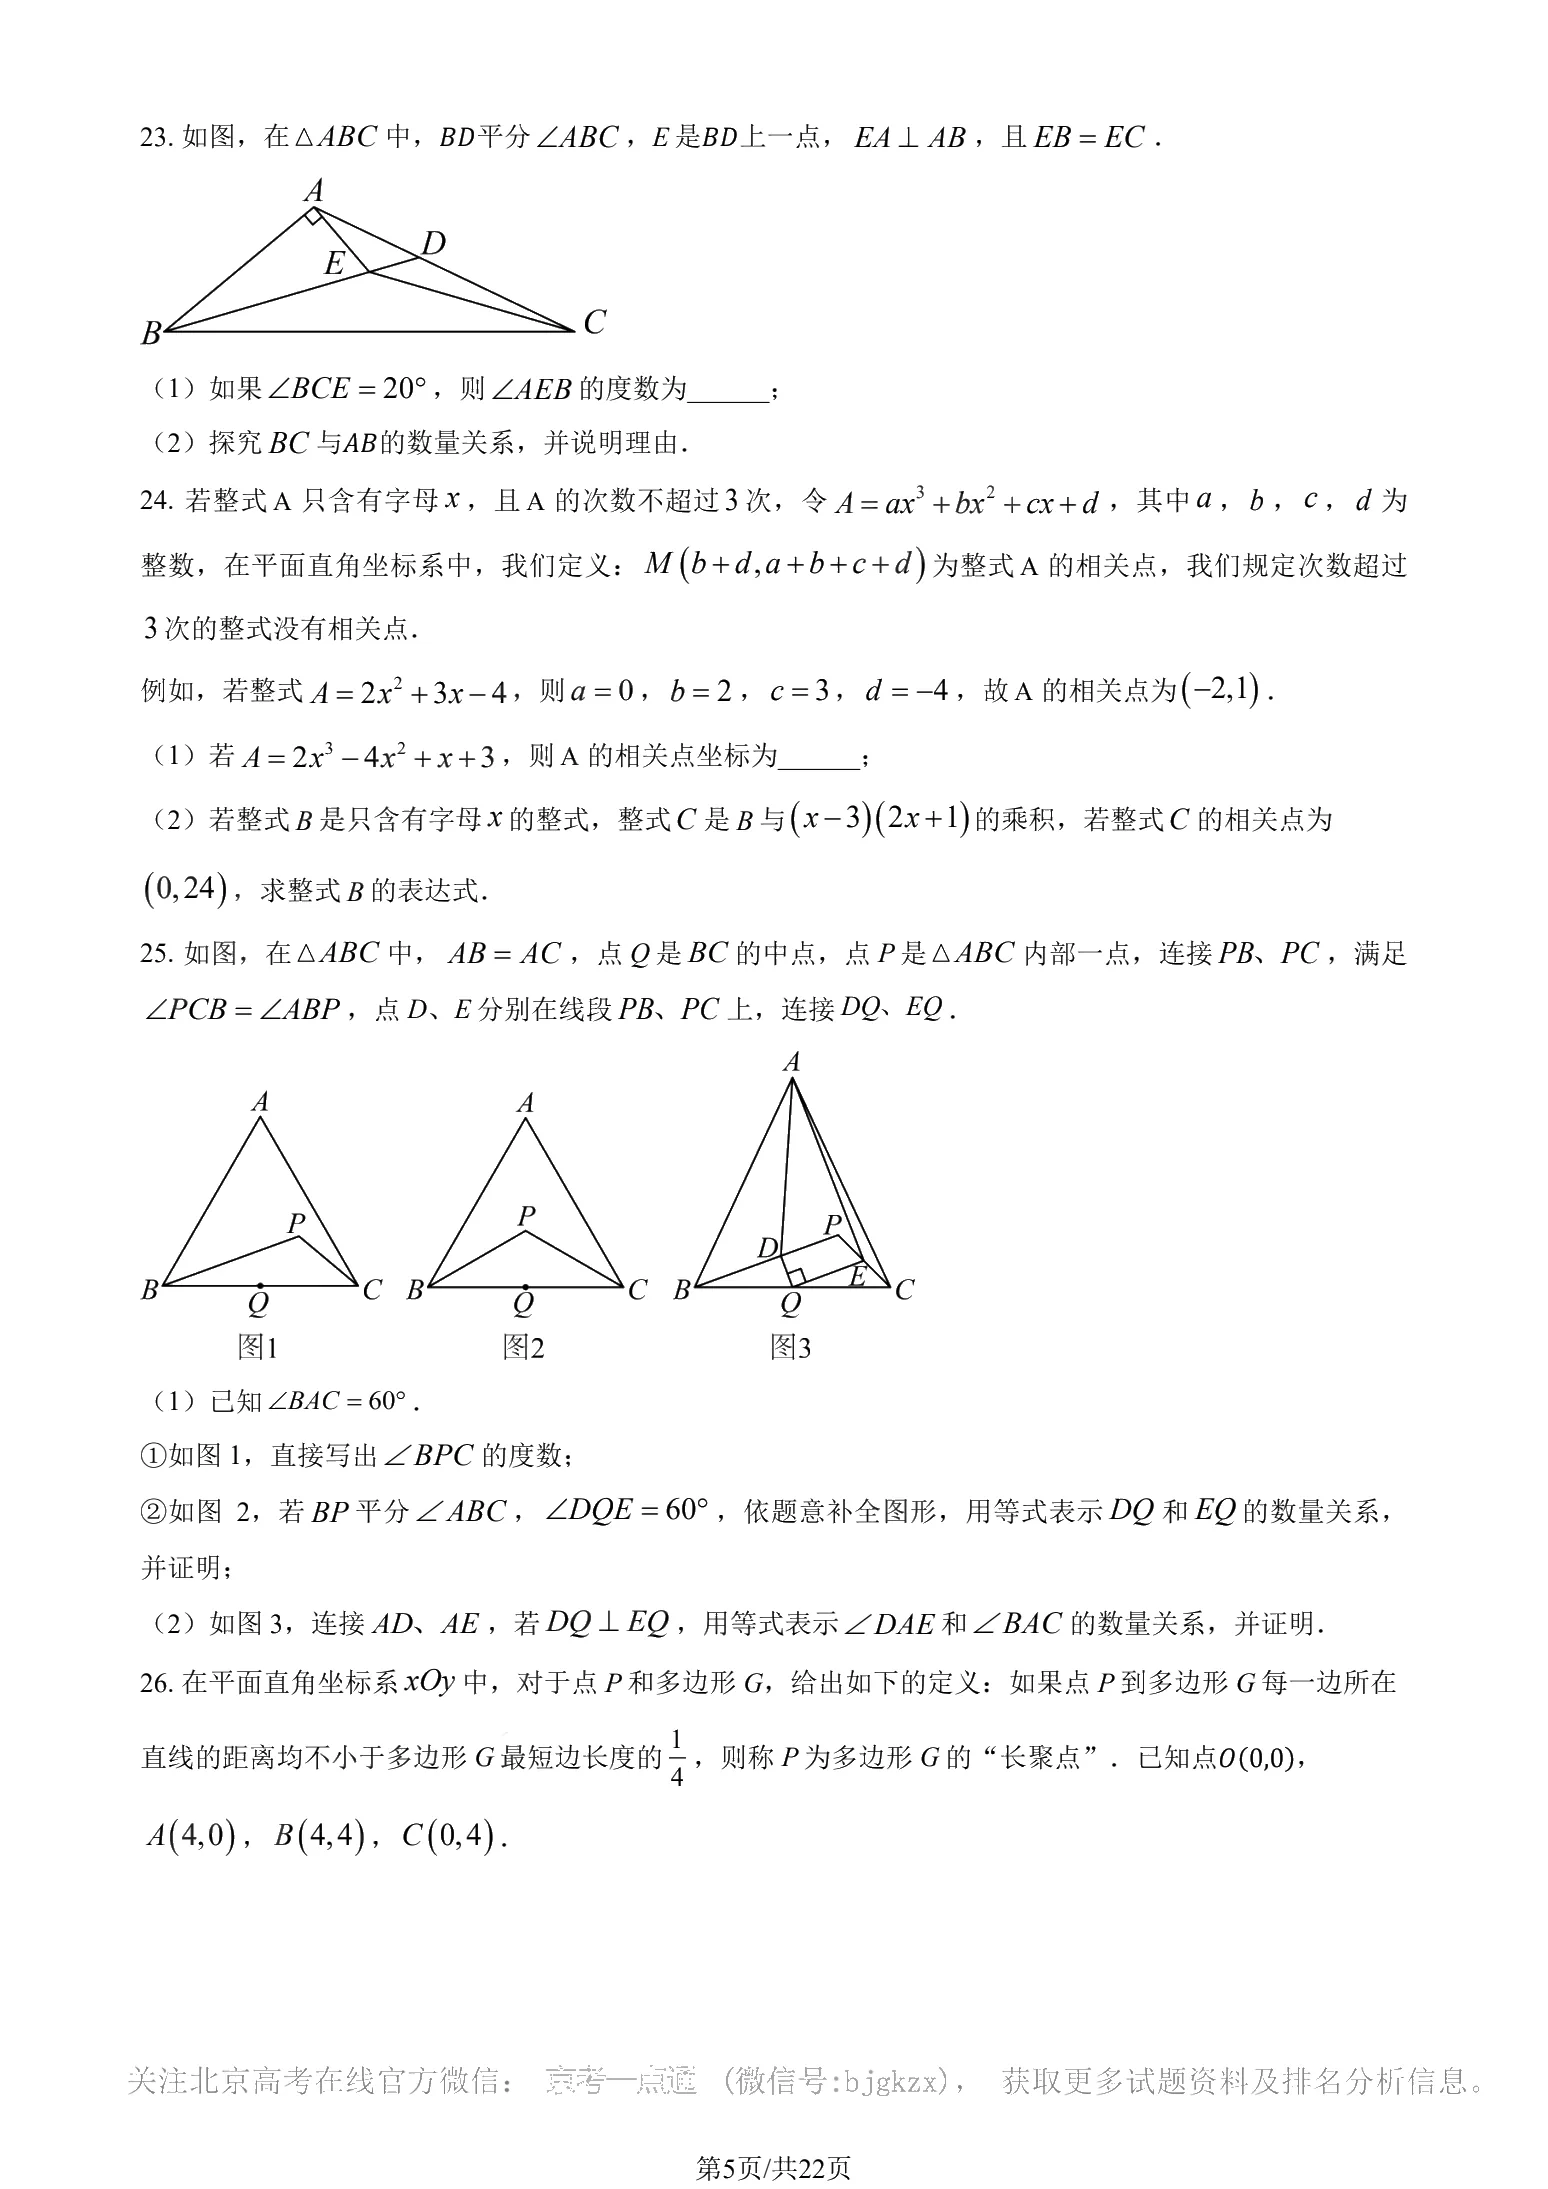 23. 如图，在△ABC 中，BD平分∠ABC，E 是BD上一点，EA⊥AB，且EB=EC．
A
D
E
B
C
（1）如果∠BCE=20°，则∠AEB 的度数为______；
（2）探究BC 与AB的数量关系，并说明理由．
24. 若整式A 只含有字母x，且A 的次数不超过3次，令A=ax³+bx²+cx+d，其中a，b，c，d 为
整数，在平面直角坐标系中，我们定义：M(b+d,a+b+c+d)为整式A 的相关点，我们规定次数超过
3次的整式没有相关点．
例如，若整式A=2x²+3x−4，则a=0，b=2，c=3，d=−4，故A 的相关点为(−2,1)．
（1）若A=2x³−4x²+x+3，则A 的相关点坐标为______；
（2）若整式B是只含有字母x的整式，整式C是B与(x−3)(2x+1)的乘积，若整式C 的相关点为
(0,24)，求整式B的表达式．
25. 如图，在△ABC 中，AB=AC，点Q是BC的中点，点P是△ABC 内部一点，连接PB、PC，满足
∠PCB=∠ABP，点D、E分别在线段PB、PC上，连接DQ、EQ．
A
P
B
Q
C
图1
A
P
B
Q
C
图2
A
D
P
E
B
Q
C
图3
（1）已知∠BAC=60°．
①如图1，直接写出∠BPC的度数；
②如图 2，若BP平分∠ABC，∠DQE=60°，依题意补全图形，用等式表示DQ 和EQ的数量关系，
并证明；
（2）如图3，连接AD、AE，若DQ⊥EQ，用等式表示∠DAE和∠BAC的数量关系，并证明．
26. 在平面直角坐标系xOy中，对于点P和多边形G，给出如下的定义：如果点P到多边形G每一边所在
直线的距离均不小于多边形G最短边长度的1/4，则称P为多边形G的“长聚点”．已知点O(0,0)，
A(4,0)，B(4,4)，C(0,4)．
关注北京高考在线官方微信： 京考一点通 (微信号:bjgkzx)， 获取更多试题资料及排名分析信息。
第5页/共22页